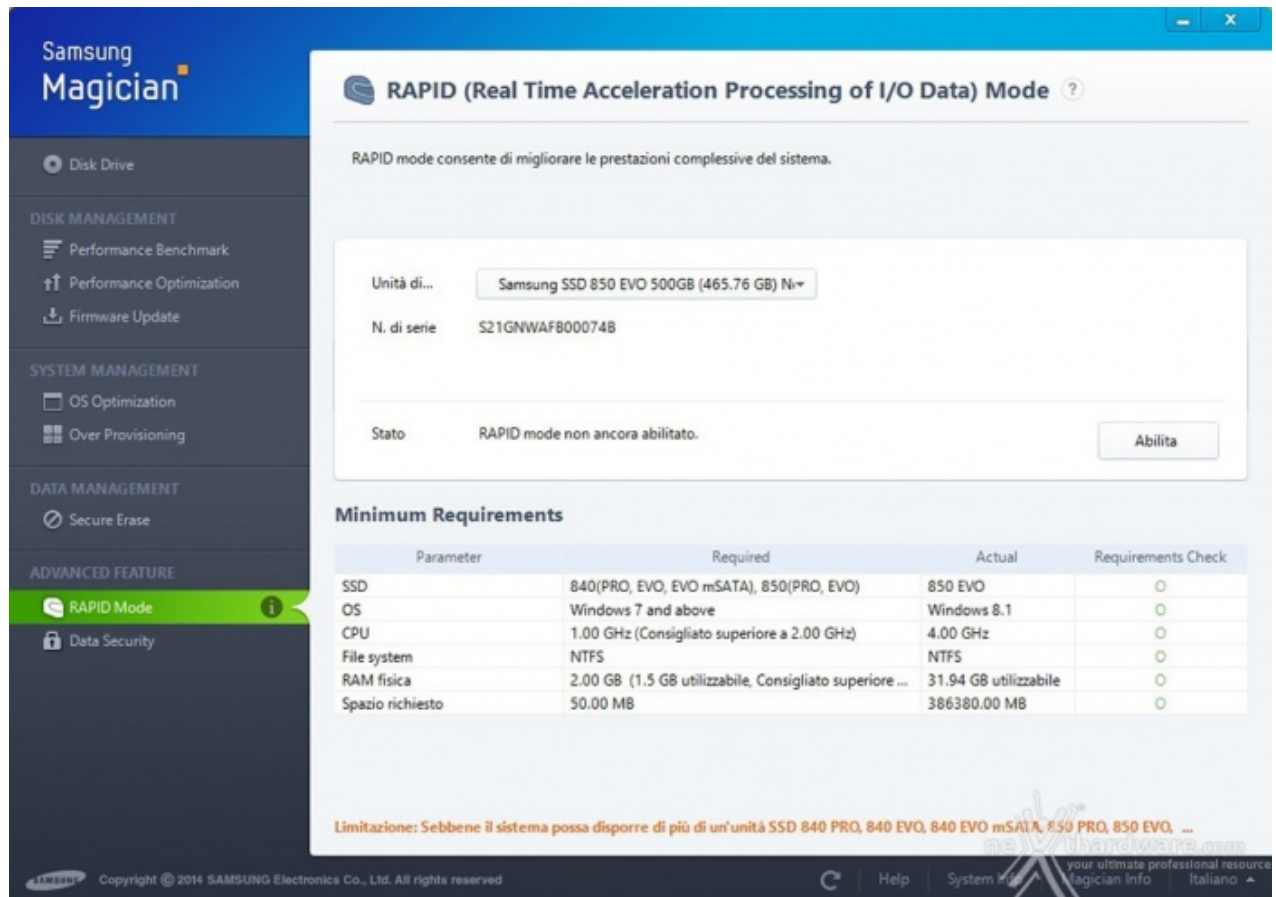 Samsung
Magician
RAPID (Real Time Acceleration Processing of I/O Data) Mode ?
Disk Drive
RAPID mode consente di migliorare le prestazioni complessive del sistema.
DISK MANAGEMENT
Performance Benchmark
Performance Optimization
Firmware Update
SYSTEM MANAGEMENT
OS Optimization
Over Provisioning
DATA MANAGEMENT
Secure Erase
ADVANCED FEATURE
RAPID Mode
Data Security
Unità di... Samsung SSD 850 EVO 500GB (465.76 GB)
N. di serie S21GNWAFB00074B
Stato RAPID mode non ancora abilitato. Abilita
Minimum Requirements
Parameter Required Actual Requirements Check
SSD 840(PRO, EVO, EVO mSATA), 850(PRO, EVO) 850 EVO O
OS Windows 7 and above Windows 8.1 O
CPU 1.00 GHz (Consigliato superiore a 2.00 GHz) 4.00 GHz O
File system NTFS NTFS O
RAM fisica 2.00 GB (1.5 GB utilizzabile, Consigliato superiore ... 31.94 GB utilizzabile O
Spazio richiesto 50.00 MB 386380.00 MB O
Limitazione: Sebbene il sistema possa disporre di più di un'unità SSD 840 PRO, 840 EVO, 840 EVO mSATA, 850 PRO, 850 EVO, ...
your ultimate professional resource
SAMSUNG Copyright © 2014 SAMSUNG Electronics Co., Ltd. All rights reserved Help System Info Magician Info Italiano